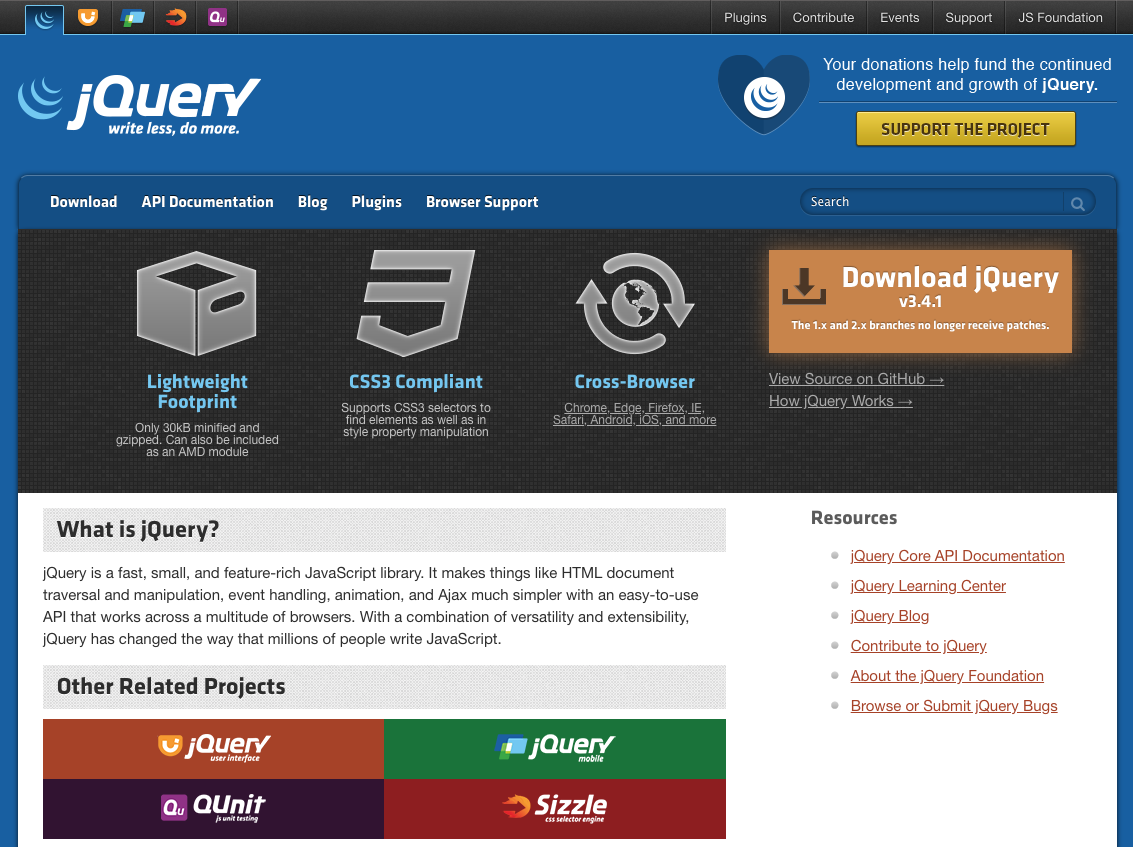 Qu
Plugins Contribute Events Support JS Foundation
jQuery
write less, do more.
Your donations help fund the continued
development and growth of jQuery.
SUPPORT THE PROJECT
Download API Documentation Blog Plugins Browser Support
Search
Lightweight
Footprint
Only 30kB minified and
gzipped. Can also be included
as an AMD module
CSS3 Compliant
Supports CSS3 selectors to
find elements as well as in
style property manipulation
Cross-Browser
Chrome, Edge, Firefox, IE,
Safari, Android, iOS, and more
Download jQuery
v3.4.1
The 1.x and 2.x branches no longer receive patches.
View Source on GitHub →
How jQuery Works →
What is jQuery?
jQuery is a fast, small, and feature-rich JavaScript library. It makes things like HTML document
traversal and manipulation, event handling, animation, and Ajax much simpler with an easy-to-use
API that works across a multitude of browsers. With a combination of versatility and extensibility,
jQuery has changed the way that millions of people write JavaScript.
Other Related Projects
jQuery
user interface
jQuery
mobile
Qu QUnit
js unit testing
Sizzle
css selector engine
Resources
jQuery Core API Documentation
jQuery Learning Center
jQuery Blog
Contribute to jQuery
About the jQuery Foundation
Browse or Submit jQuery Bugs